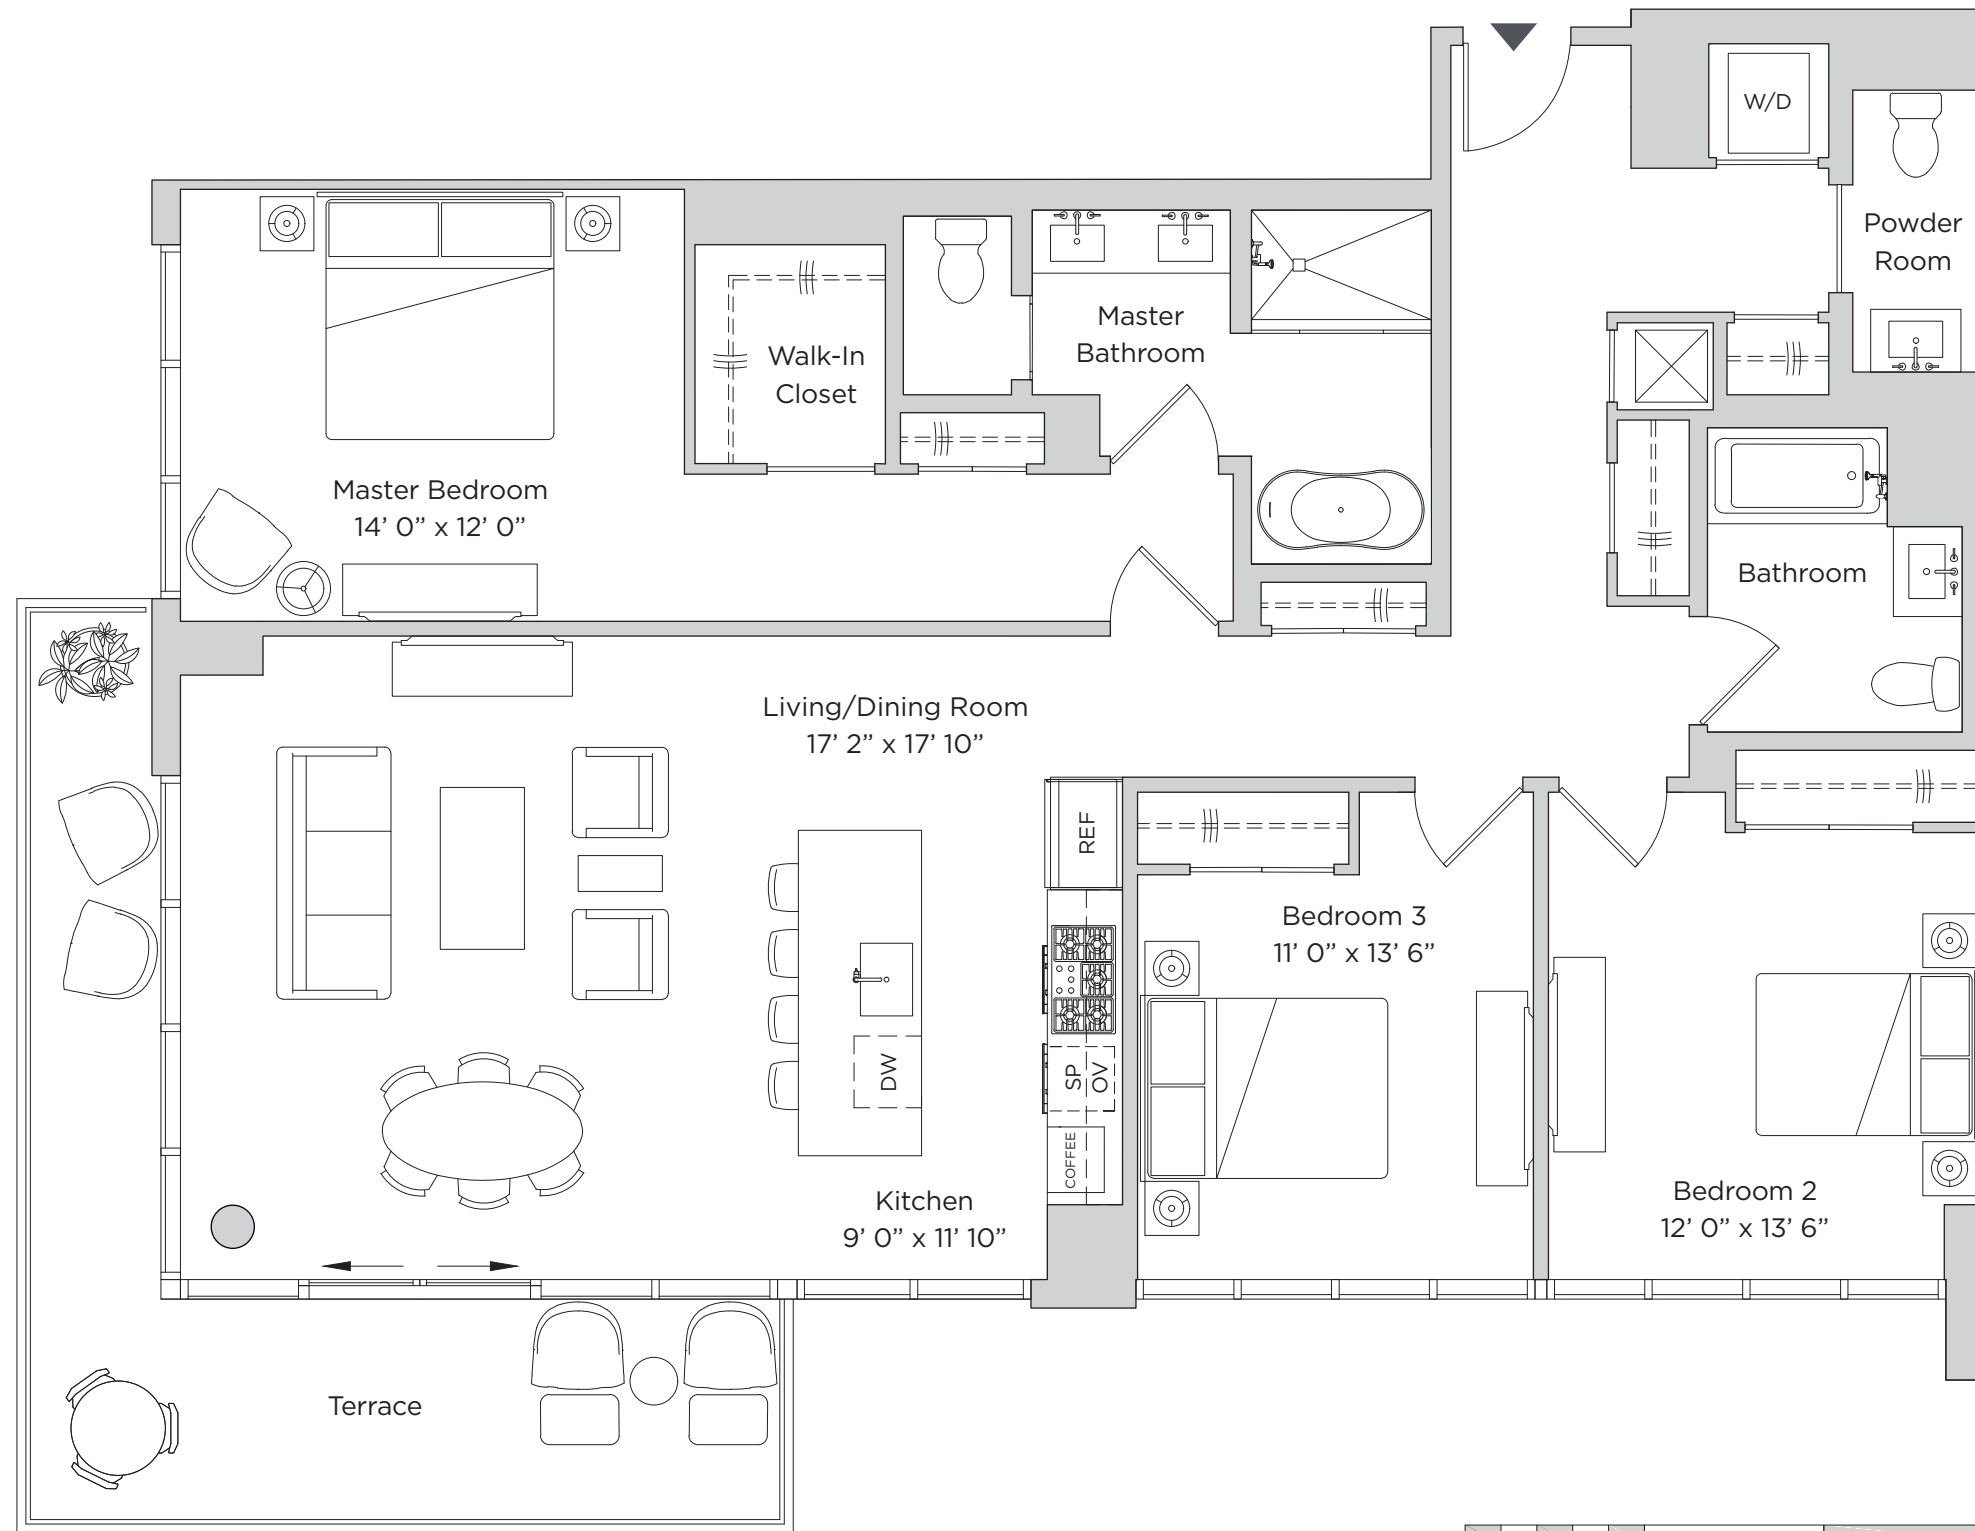 W/D
Powder
Room
Master
Bathroom
Walk-In
Closet
Master Bedroom
14’ 0” x 12’ 0”
Bathroom
Living/Dining Room
17’ 2” x 17’ 10”
REF
Bedroom 3
11’ 0” x 13’ 6”
DW
SP
OV
COFFEE
Kitchen
9’ 0” x 11’ 10”
Bedroom 2
12’ 0” x 13’ 6”
Terrace